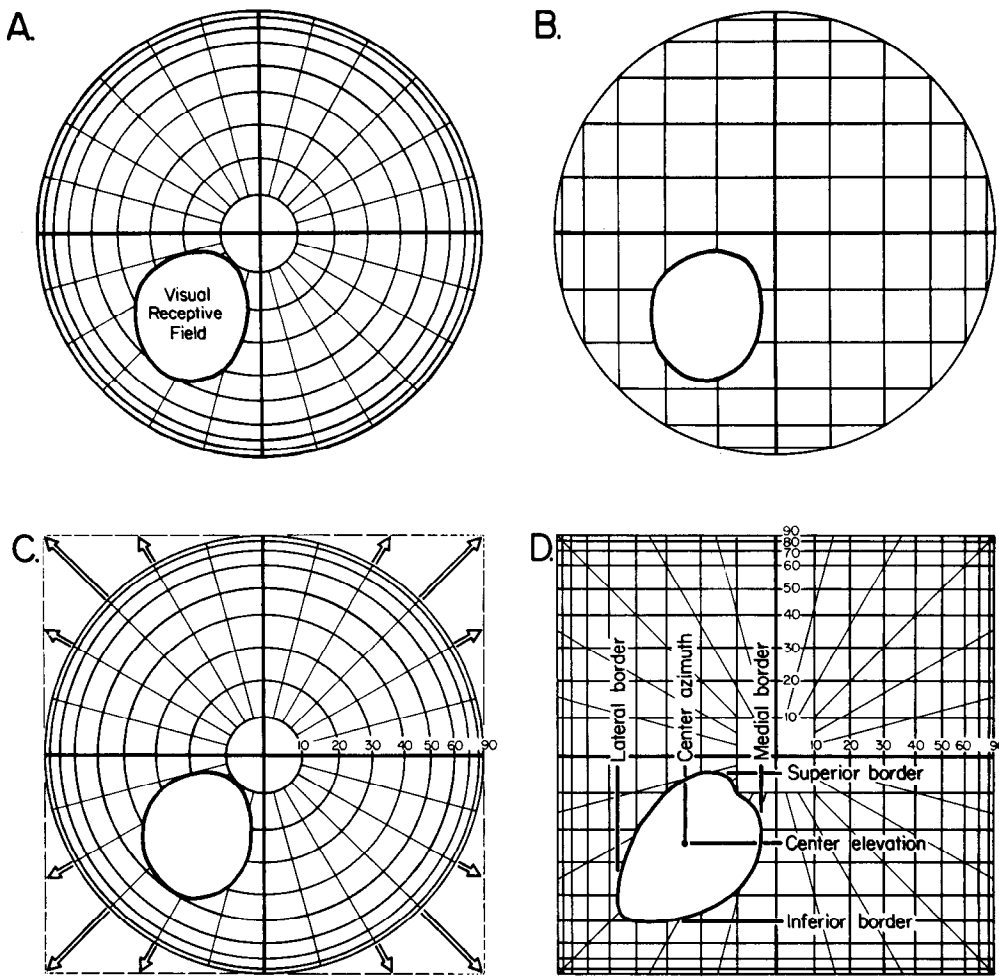 A.
B.
Visual
Receptive
Field
C.
10 20 30 40 50 60 90
D.
90
80
70
60
50
40
30
20
10
Lateral border
Center azimuth
Medial border
10 20 30 40 50 60 90
Superior border
Center elevation
Inferior border